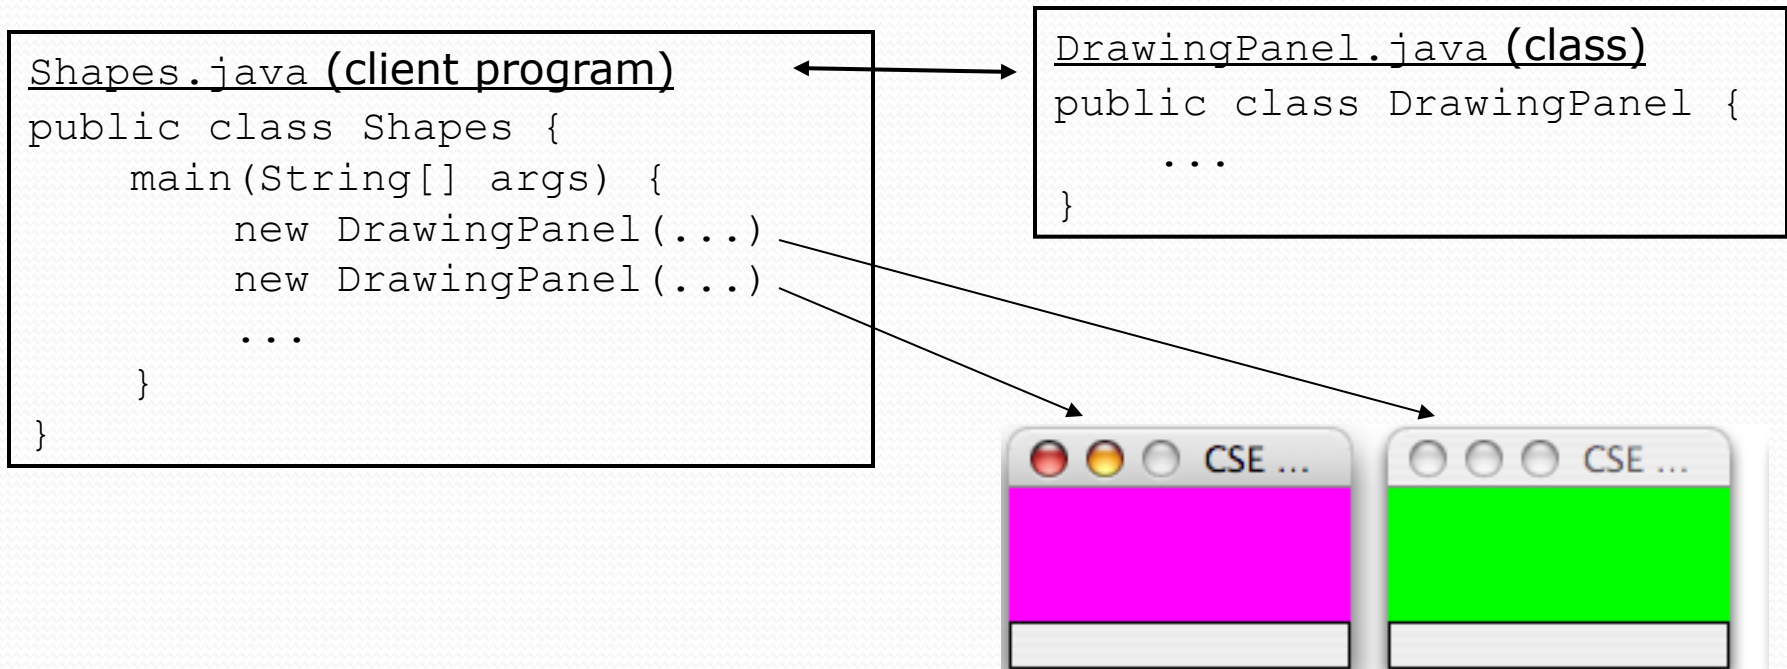 Shapes.java (client program)
public class Shapes {
main(String[] args) {
new DrawingPanel(...)
new DrawingPanel(...)
...
}
}
DrawingPanel.java (class)
public class DrawingPanel {
...
}
CSE ...
CSE ...